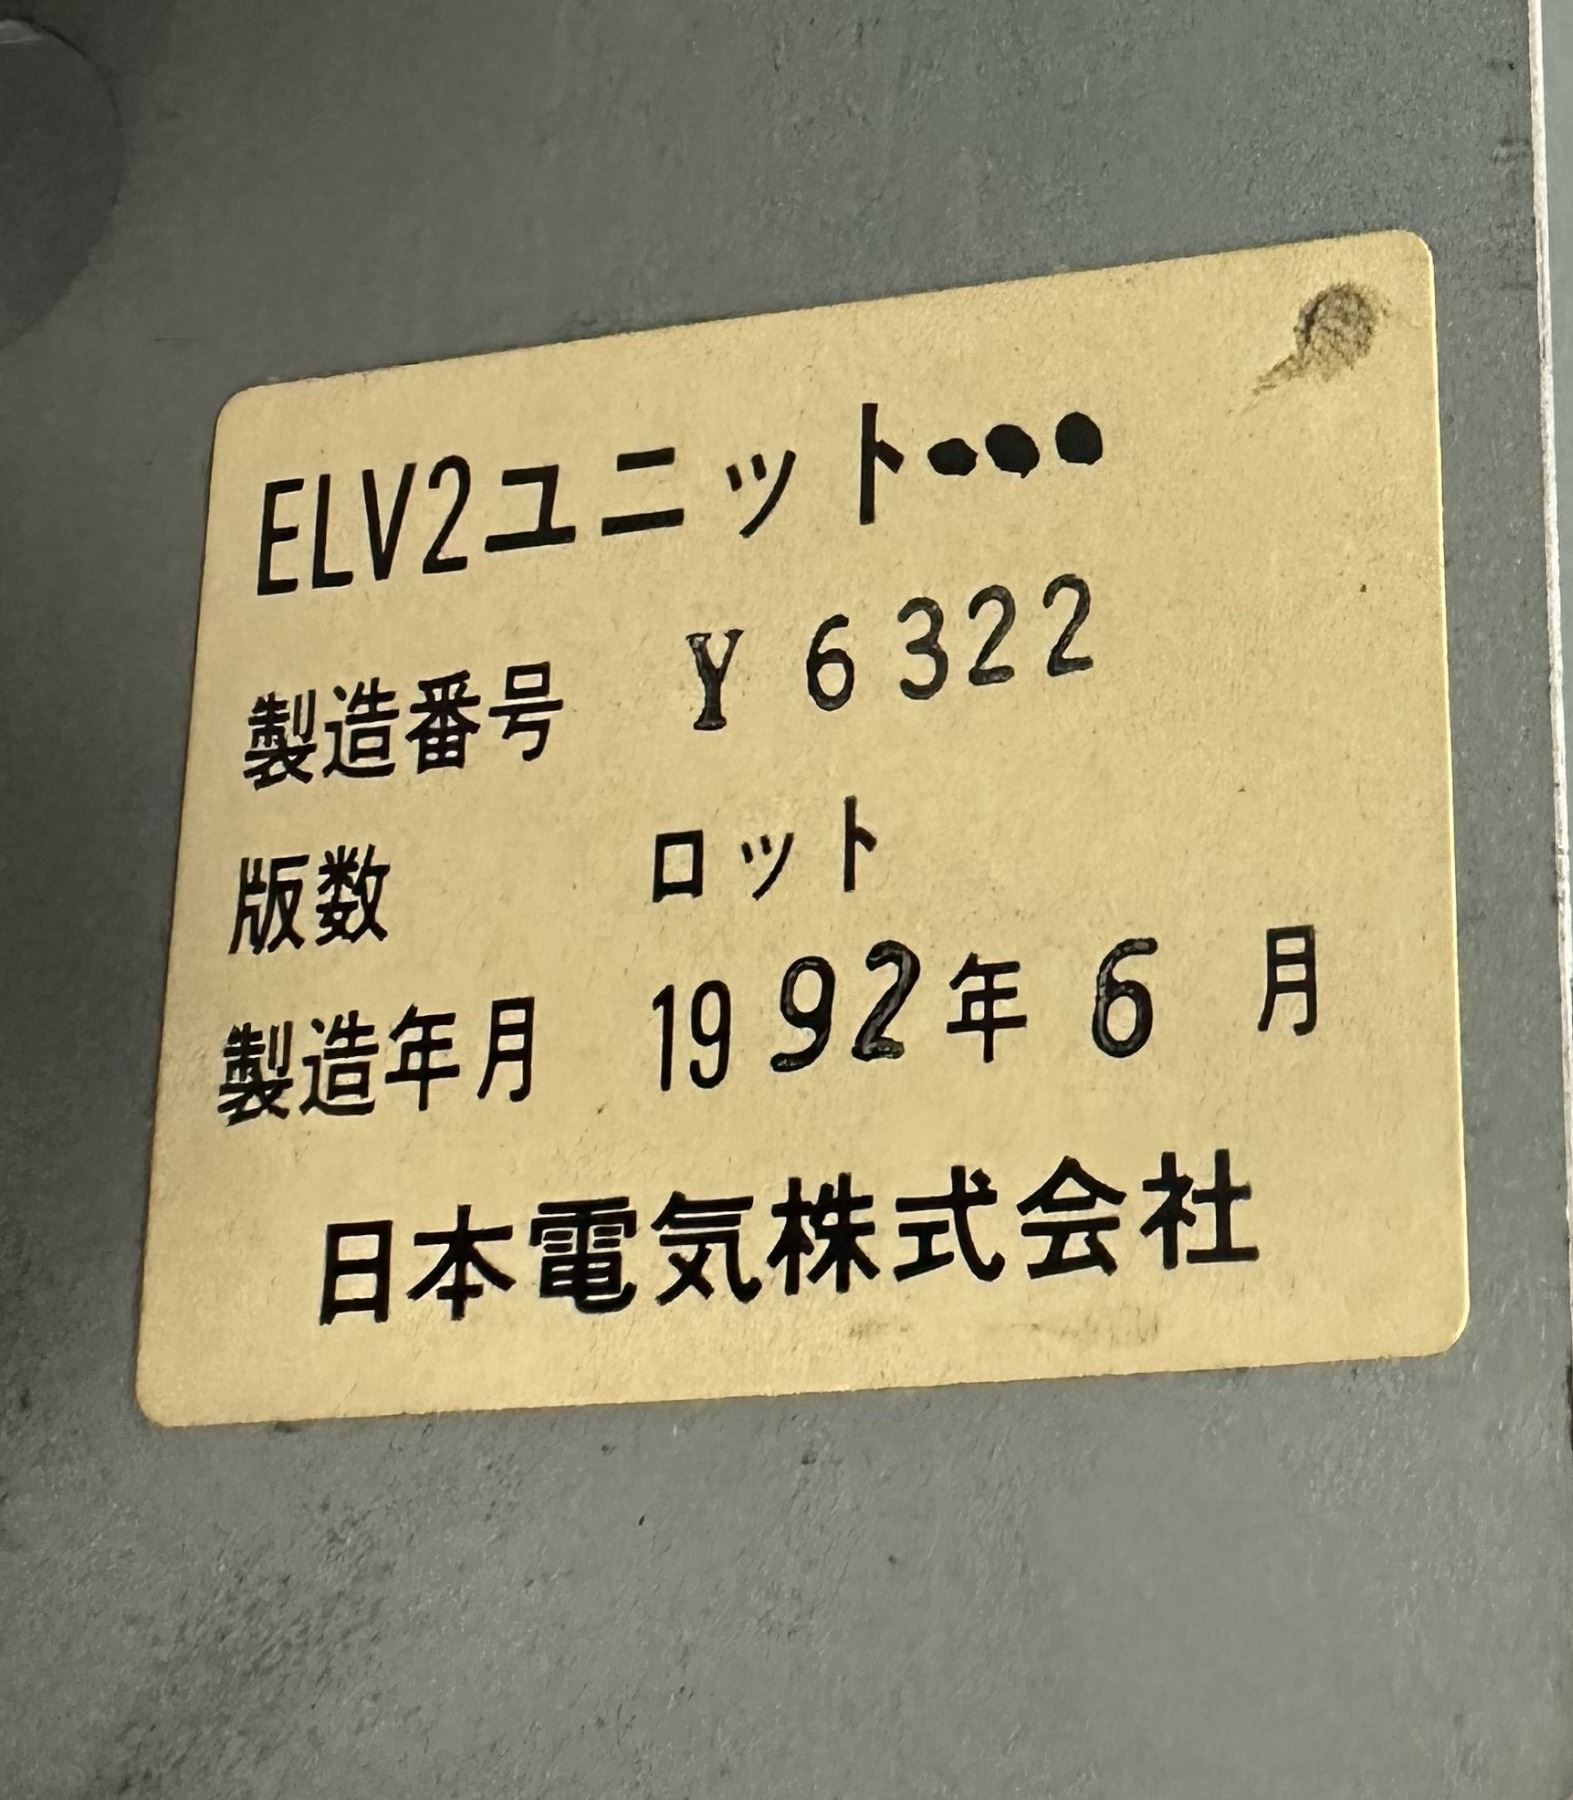 ELV2ユニット●●●
製造番号 Y 6322
版数 ロット
製造年月 1992年 6 月
日本電気株式会社